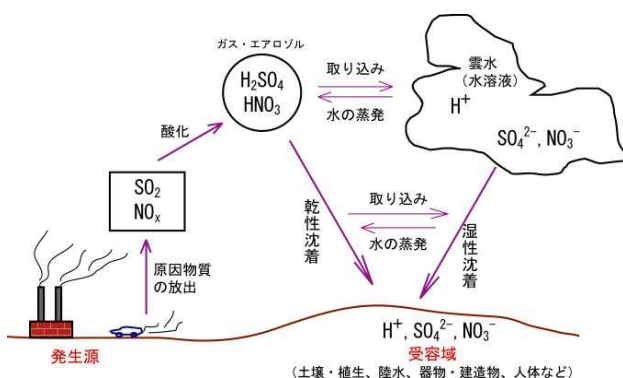 ガス・エアロゾル
H₂SO₄
HNO₃
取り込み
水の蒸発
雲水
(水溶液)
H⁺
SO₄²⁻, NO₃⁻
酸化
SO₂
NOₓ
乾性沈着
取り込み
水の蒸発
湿性沈着
原因物質
の放出
発生源
H⁺, SO₄²⁻, NO₃⁻
受容域
(土壌・植生、陸水、器物・建造物、人体など)